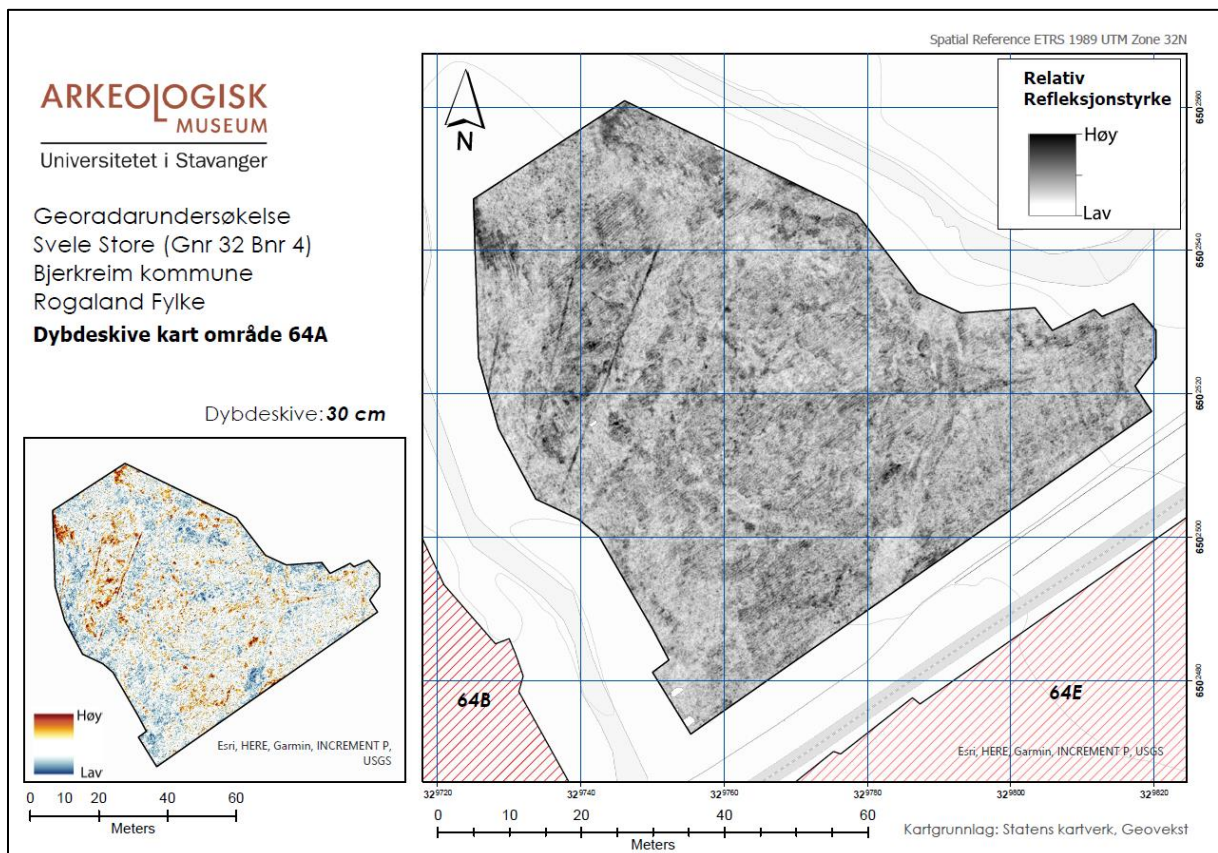 ARKEOLOGISK
MUSEUM
Universitetet i Stavanger
Georadarundersøkelse
Svele Store (Gnr 32 Bnr 4)
Bjerkreim kommune
Rogaland Fylke
Dybdeskive kart område 64A
Dybdeskive: 30 cm
Høy
Lav
Esri, HERE, Garmin, INCREMENT P,
USGS
0 10 20 40 60
Meters
Spatial Reference ETRS 1989 UTM Zone 32N
N
Relativ
Refleksjonstyrke
Høy
Lav
6502560
6502540
6502520
6502500
6502480
64B
64E
Esri, HERE, Garmin, INCREMENT P, USGS
329720 329740 329760 329780 329800 329820
0 5 10 20 30 40 50 60
Meters
Kartgrunnlag: Statens kartverk, Geovekst